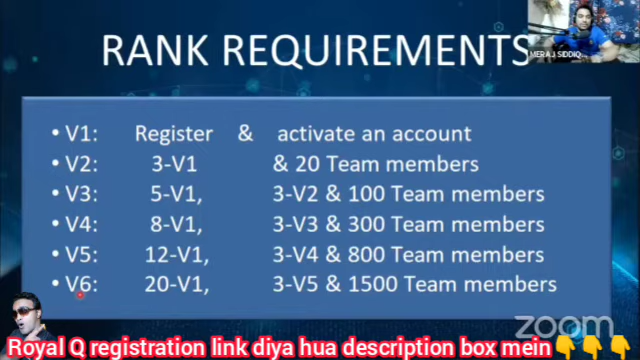 RANK REQUIREMENTS
MERAJ SIDDIQ
• V1: Register & activate an account
• V2: 3-V1 & 20 Team members
• V3: 5-V1, 3-V2 & 100 Team members
• V4: 8-V1, 3-V3 & 300 Team members
• V5: 12-V1, 3-V4 & 800 Team members
• V6: 20-V1, 3-V5 & 1500 Team members
zoom
Royal Q registration link diya hua description box mein👇👇👇